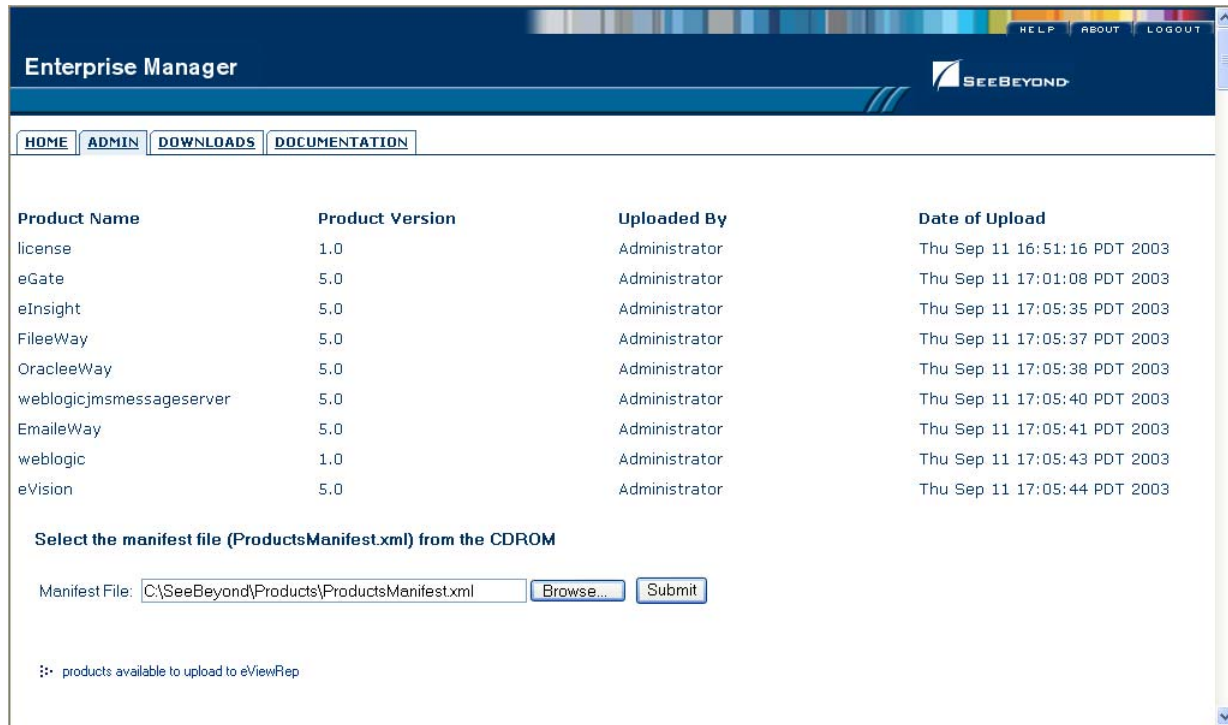 HELP ABOUT LOGOUT
Enterprise Manager
SEEBEYOND
HOME ADMIN DOWNLOADS DOCUMENTATION
Product Name Product Version Uploaded By Date of Upload
license 1.0 Administrator Thu Sep 11 16:51:16 PDT 2003
eGate 5.0 Administrator Thu Sep 11 17:01:08 PDT 2003
eInsight 5.0 Administrator Thu Sep 11 17:05:35 PDT 2003
FileeWay 5.0 Administrator Thu Sep 11 17:05:37 PDT 2003
OracleeWay 5.0 Administrator Thu Sep 11 17:05:38 PDT 2003
weblogicjmsmessageserver 5.0 Administrator Thu Sep 11 17:05:40 PDT 2003
EmaileWay 5.0 Administrator Thu Sep 11 17:05:41 PDT 2003
weblogic 1.0 Administrator Thu Sep 11 17:05:43 PDT 2003
eVision 5.0 Administrator Thu Sep 11 17:05:44 PDT 2003
Select the manifest file (ProductsManifest.xml) from the CDROM
Manifest File: C:\SeeBeyond\Products\ProductsManifest.xml Browse... Submit
products available to upload to eViewRep